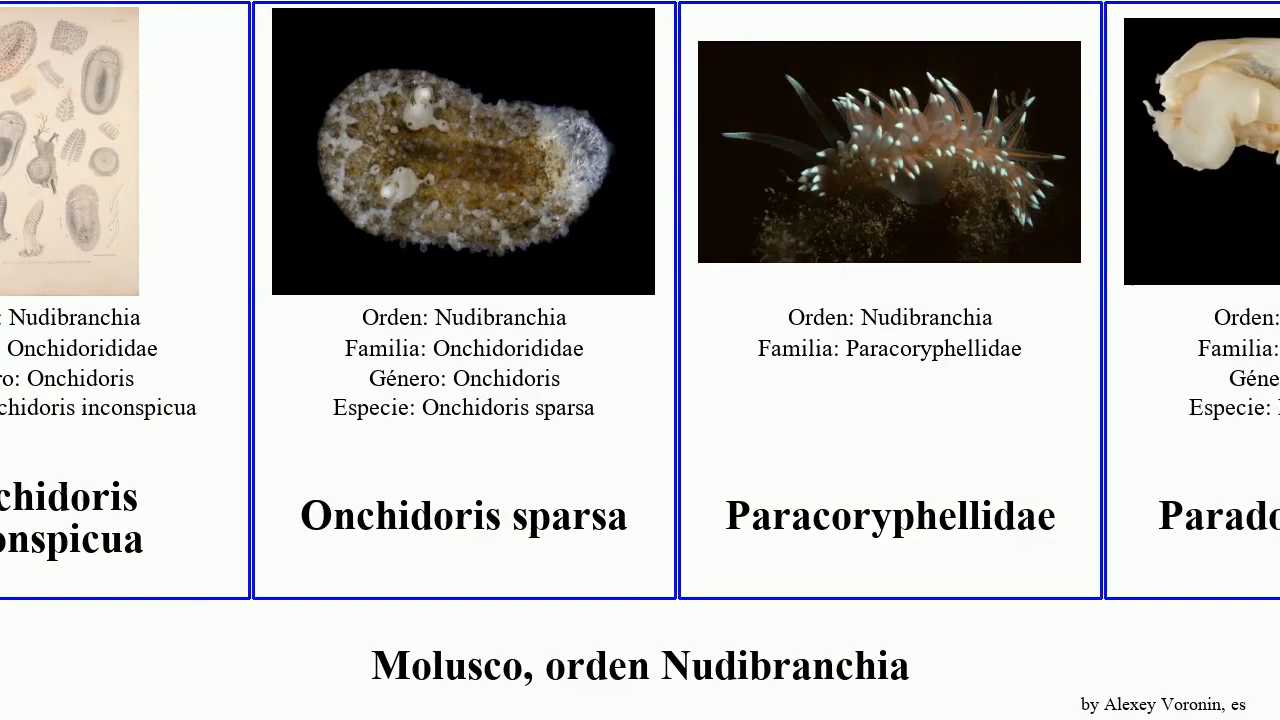 : Nudibranchia
Onchidorididae
ro: Onchidoris
chidoris inconspicua
chidoris
onspicua
Orden: Nudibranchia
Familia: Onchidorididae
Género: Onchidoris
Especie: Onchidoris sparsa
Onchidoris sparsa
Orden: Nudibranchia
Familia: Paracoryphellidae
Paracoryphellidae
Orden:
Familia:
Géne
Especie:
Parado
Molusco, orden Nudibranchia
by Alexey Voronin, es